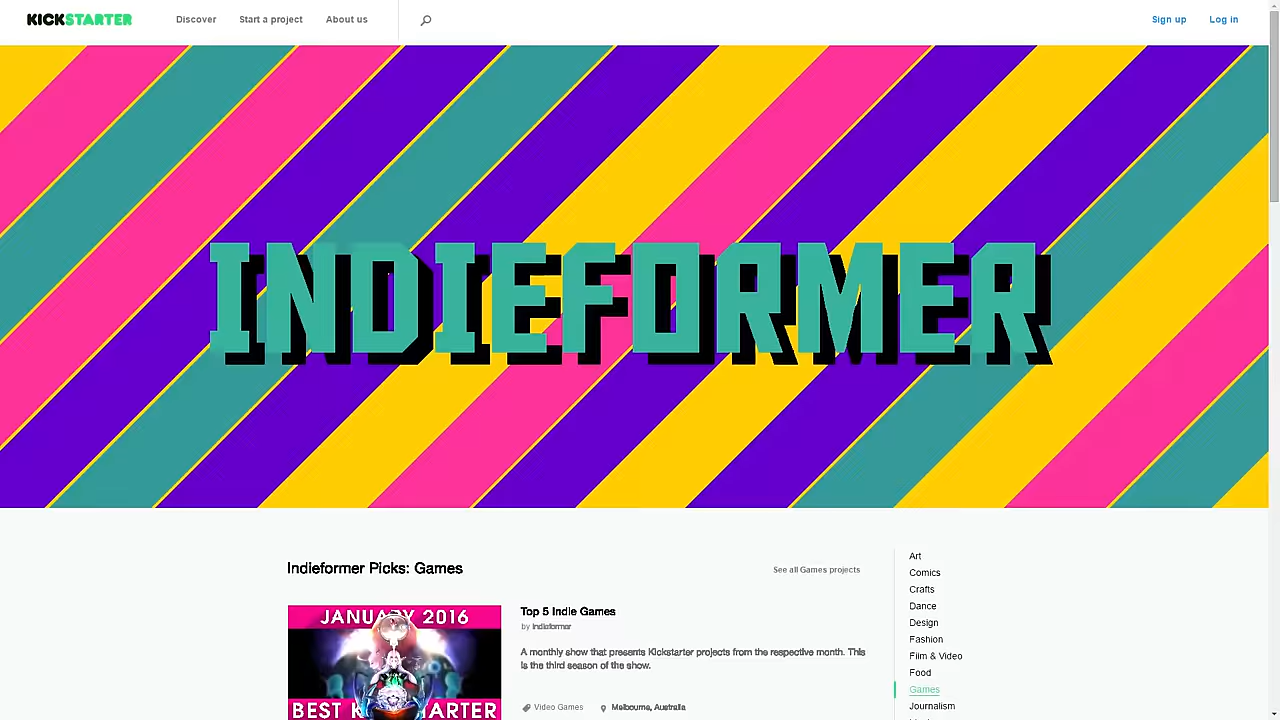 KICKSTARTER
Discover
Start a project
About us
Sign up
Log in
INDIEFORMER
Indieformer Picks: Games
See all Games projects
JANUARY 2016
Top 5 Indie Games
by Indieformer
A monthly show that presents Kickstarter projects from the respective month. This
is the third season of the show.
Video Games
Melbourne, Australia
Art
Comics
Crafts
Dance
Design
Fashion
Film & Video
Food
Games
Journalism